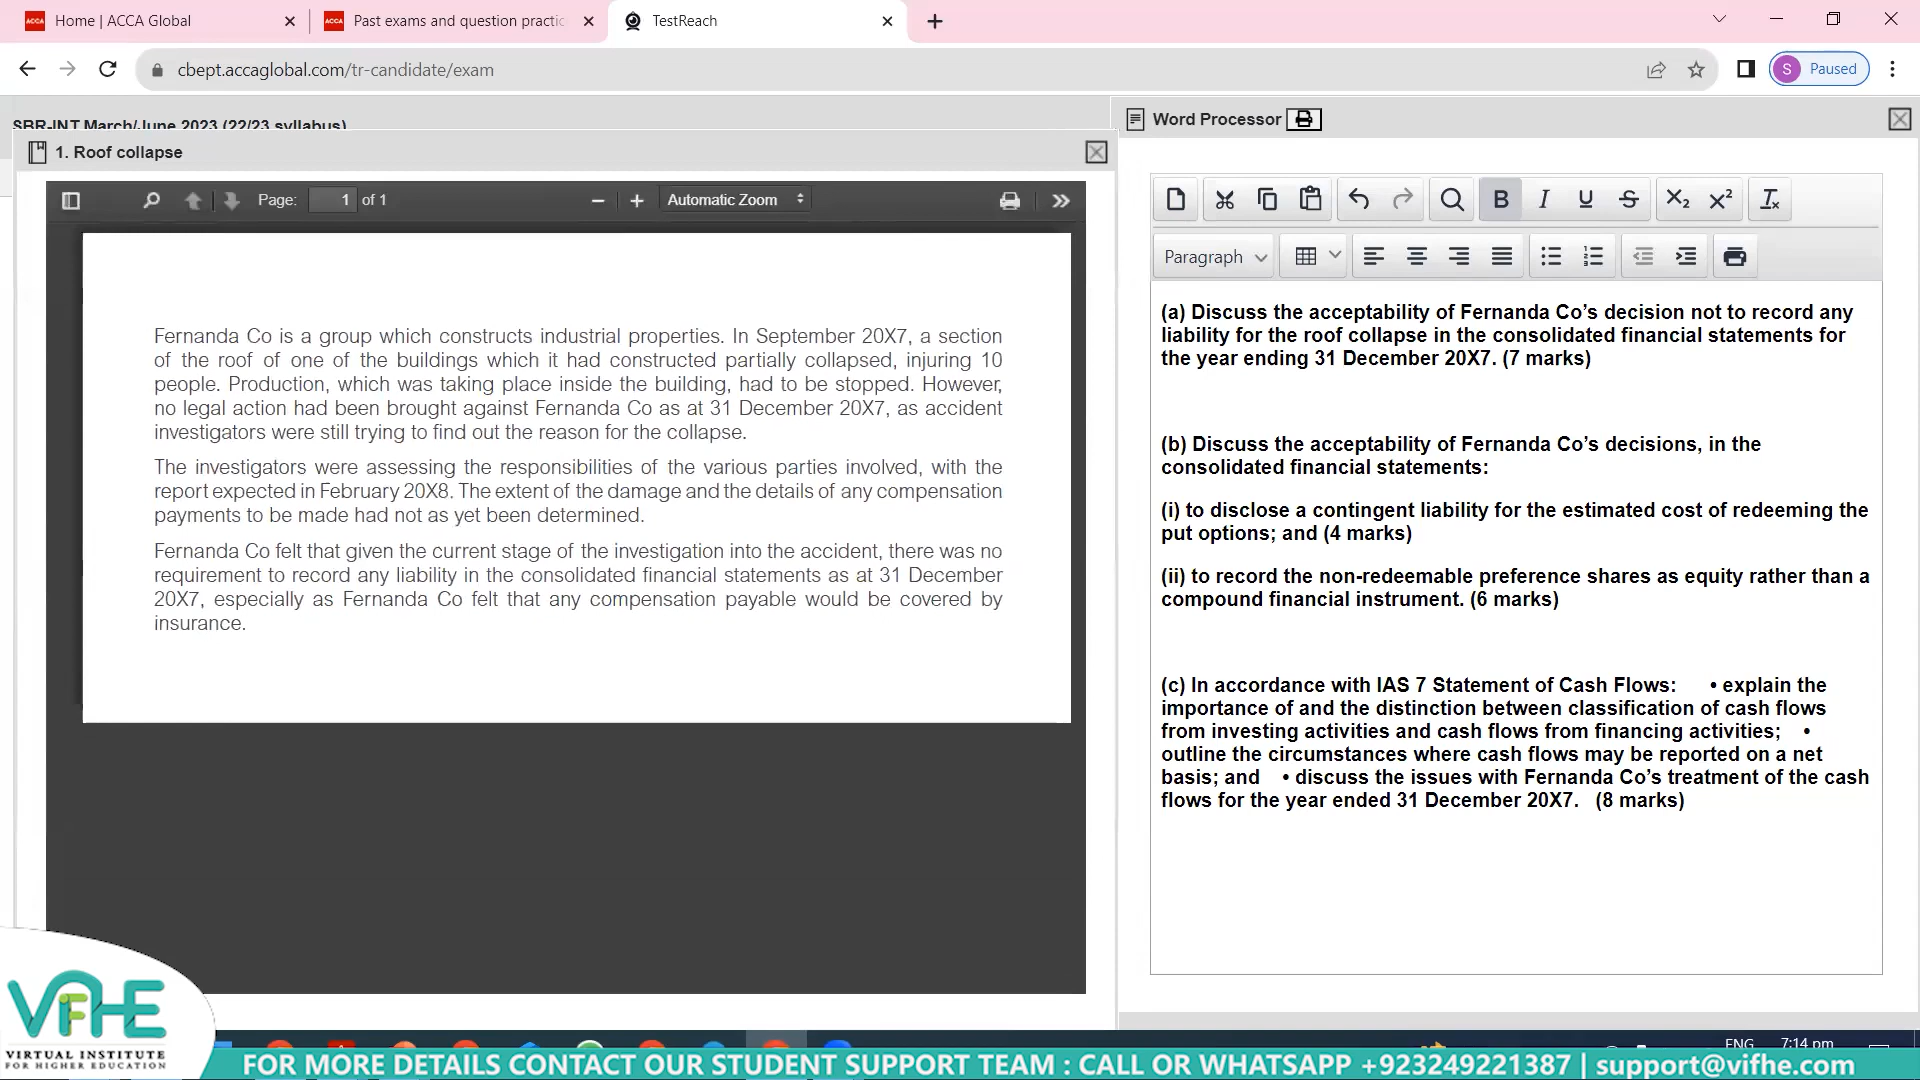 Home | ACCA Global
Past exams and question practic
TestReach
cbept.accaglobal.com/tr-candidate/exam
S Paused
SBR-INT March/June 2023 (22/23 syllabus)
1. Roof collapse
Word Processor
Page: 1 of 1
Automatic Zoom
Paragraph
Fernanda Co is a group which constructs industrial properties. In September 20X7, a section
of the roof of one of the buildings which it had constructed partially collapsed, injuring 10
people. Production, which was taking place inside the building, had to be stopped. However,
no legal action had been brought against Fernanda Co as at 31 December 20X7, as accident
investigators were still trying to find out the reason for the collapse.
The investigators were assessing the responsibilities of the various parties involved, with the
report expected in February 20X8. The extent of the damage and the details of any compensation
payments to be made had not as yet been determined.
Fernanda Co felt that given the current stage of the investigation into the accident, there was no
requirement to record any liability in the consolidated financial statements as at 31 December
20X7, especially as Fernanda Co felt that any compensation payable would be covered by
insurance.
(a) Discuss the acceptability of Fernanda Co’s decision not to record any
liability for the roof collapse in the consolidated financial statements for
the year ending 31 December 20X7. (7 marks)
(b) Discuss the acceptability of Fernanda Co’s decisions, in the
consolidated financial statements:
(i) to disclose a contingent liability for the estimated cost of redeeming the
put options; and (4 marks)
(ii) to record the non-redeemable preference shares as equity rather than a
compound financial instrument. (6 marks)
(c) In accordance with IAS 7 Statement of Cash Flows: • explain the
importance of and the distinction between classification of cash flows
from investing activities and cash flows from financing activities; •
outline the circumstances where cash flows may be reported on a net
basis; and • discuss the issues with Fernanda Co’s treatment of the cash
flows for the year ended 31 December 20X7. (8 marks)
VFHE
VIRTUAL INSTITUTE
FOR HIGHER EDUCATION
ENG
7:14 pm
FOR MORE DETAILS CONTACT OUR STUDENT SUPPORT TEAM : CALL OR WHATSAPP +923249221387 | support@vifhe.com